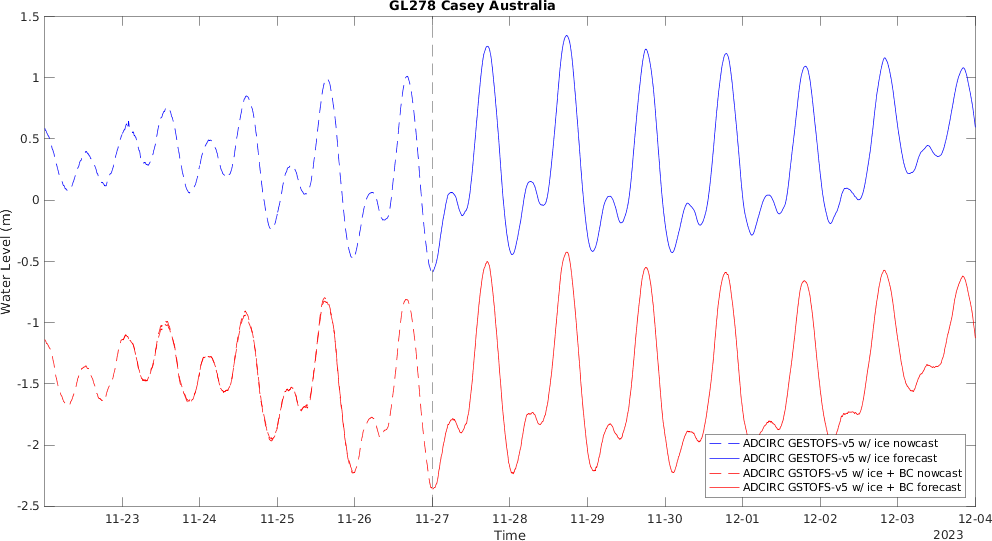 GL278 Casey Australia
1.5
1
0.5
0
-0.5
-1
-1.5
-2
-2.5
Water Level (m)
ADCIRC GESTOFS-v5 w/ ice nowcast
ADCIRC GESTOFS-v5 w/ ice forecast
ADCIRC GSTOFS-v5 w/ ice + BC nowcast
ADCIRC GSTOFS-v5 w/ ice + BC forecast
11-23 11-24 11-25 11-26 11-27 11-28 11-29 11-30 12-01 12-02 12-03 12-04
Time
2023